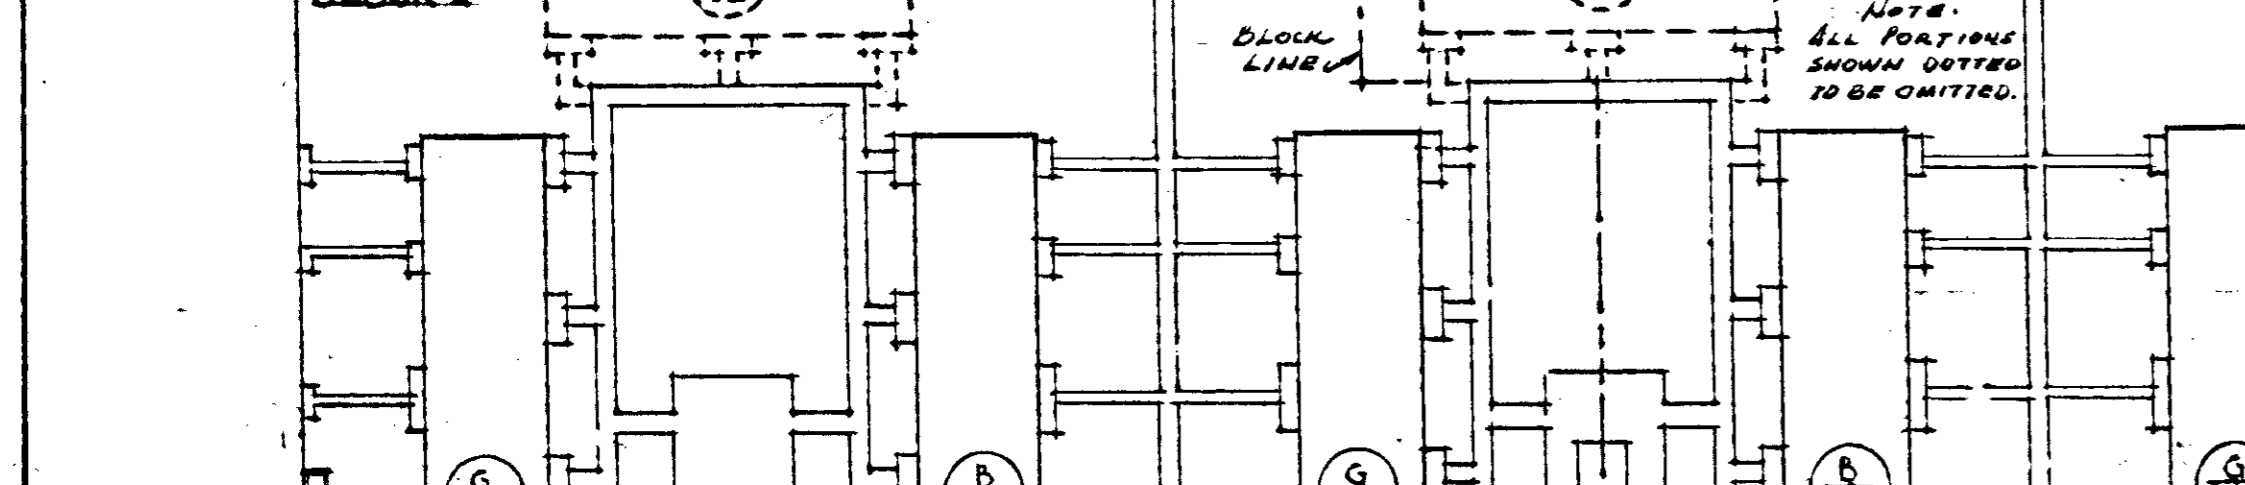 BLOCK
LINE
NOTE.
ALL PORTIONS
SHOWN DOTTED
TO BE OMITTED.
G
B
G
B
G